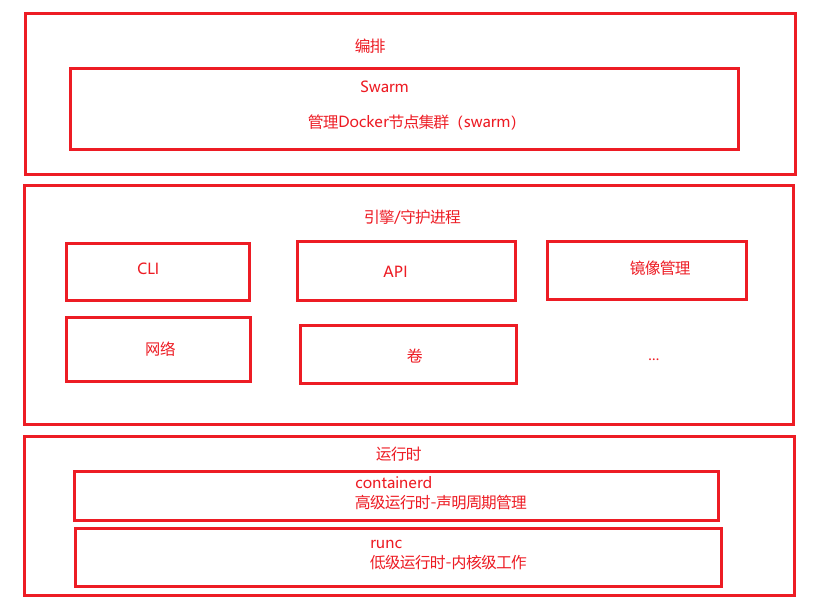 编排
Swarm
管理Docker节点集群（swarm）
引擎/守护进程
CLI
API
镜像管理
网络
卷
...
运行时
containerd
高级运行时-声明周期管理
runc
低级运行时-内核级工作